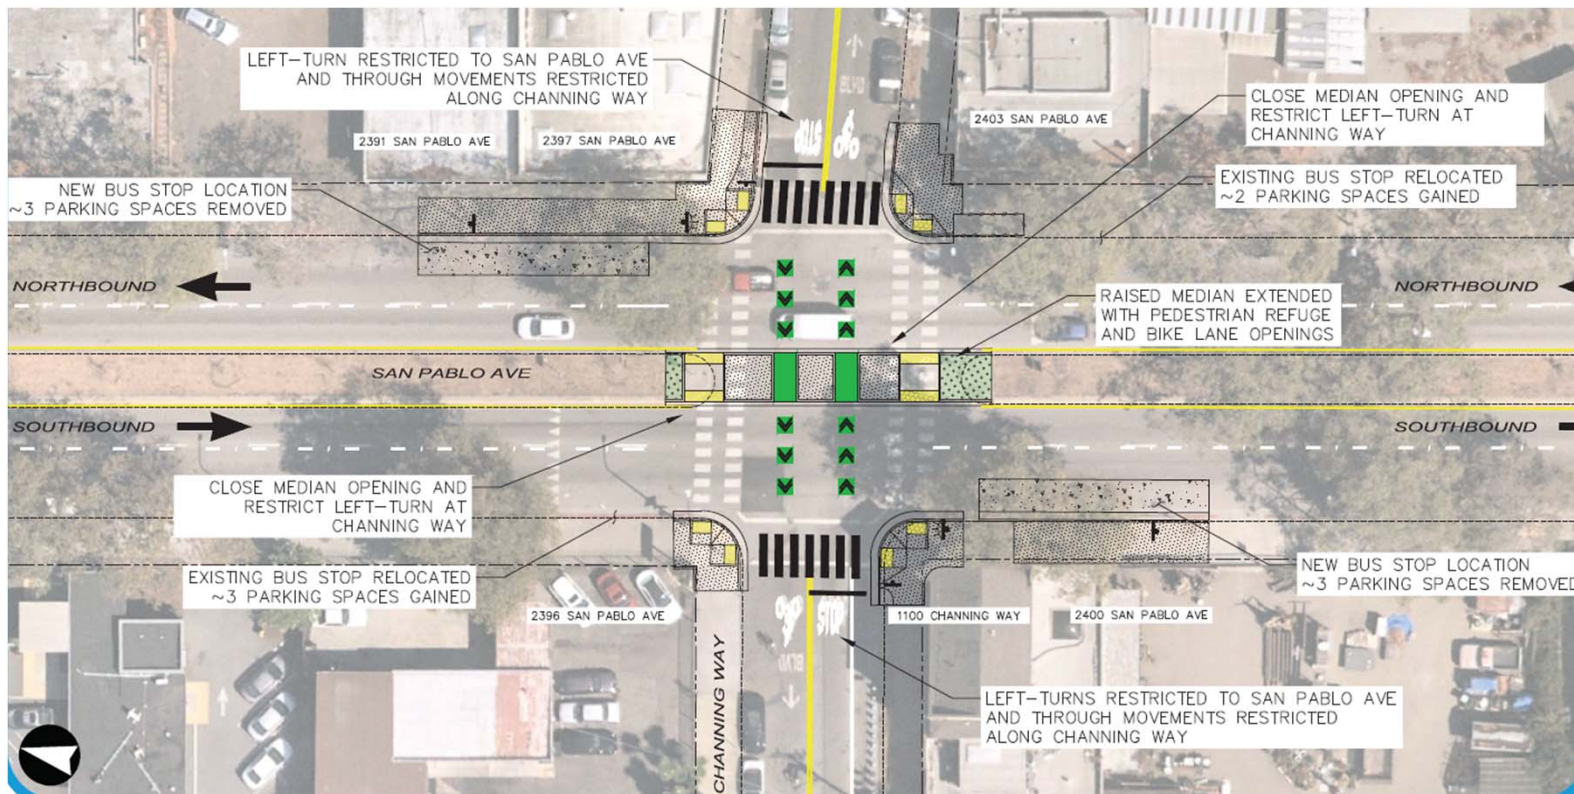 LEFT-TURN RESTRICTED TO SAN PABLO AVE
AND THROUGH MOVEMENTS RESTRICTED
ALONG CHANNING WAY
2391 SAN PABLO AVE
2397 SAN PABLO AVE
BLVD
STOP
2403 SAN PABLO AVE
CLOSE MEDIAN OPENING AND
RESTRICT LEFT-TURN AT
CHANNING WAY
NEW BUS STOP LOCATION
~3 PARKING SPACES REMOVED
EXISTING BUS STOP RELOCATED
~2 PARKING SPACES GAINED
NORTHBOUND
NORTHBOUND
RAISED MEDIAN EXTENDED
WITH PEDESTRIAN REFUGE
AND BIKE LANE OPENINGS
SAN PABLO AVE
SOUTHBOUND
SOUTHBOUND
CLOSE MEDIAN OPENING AND
RESTRICT LEFT-TURN AT
CHANNING WAY
EXISTING BUS STOP RELOCATED
~3 PARKING SPACES GAINED
NEW BUS STOP LOCATION
~3 PARKING SPACES REMOVED
2396 SAN PABLO AVE
STOP
1100 CHANNING WAY
2400 SAN PABLO AVE
BLVD
CHANNING WAY
LEFT-TURNS RESTRICTED TO SAN PABLO AVE
AND THROUGH MOVEMENTS RESTRICTED
ALONG CHANNING WAY